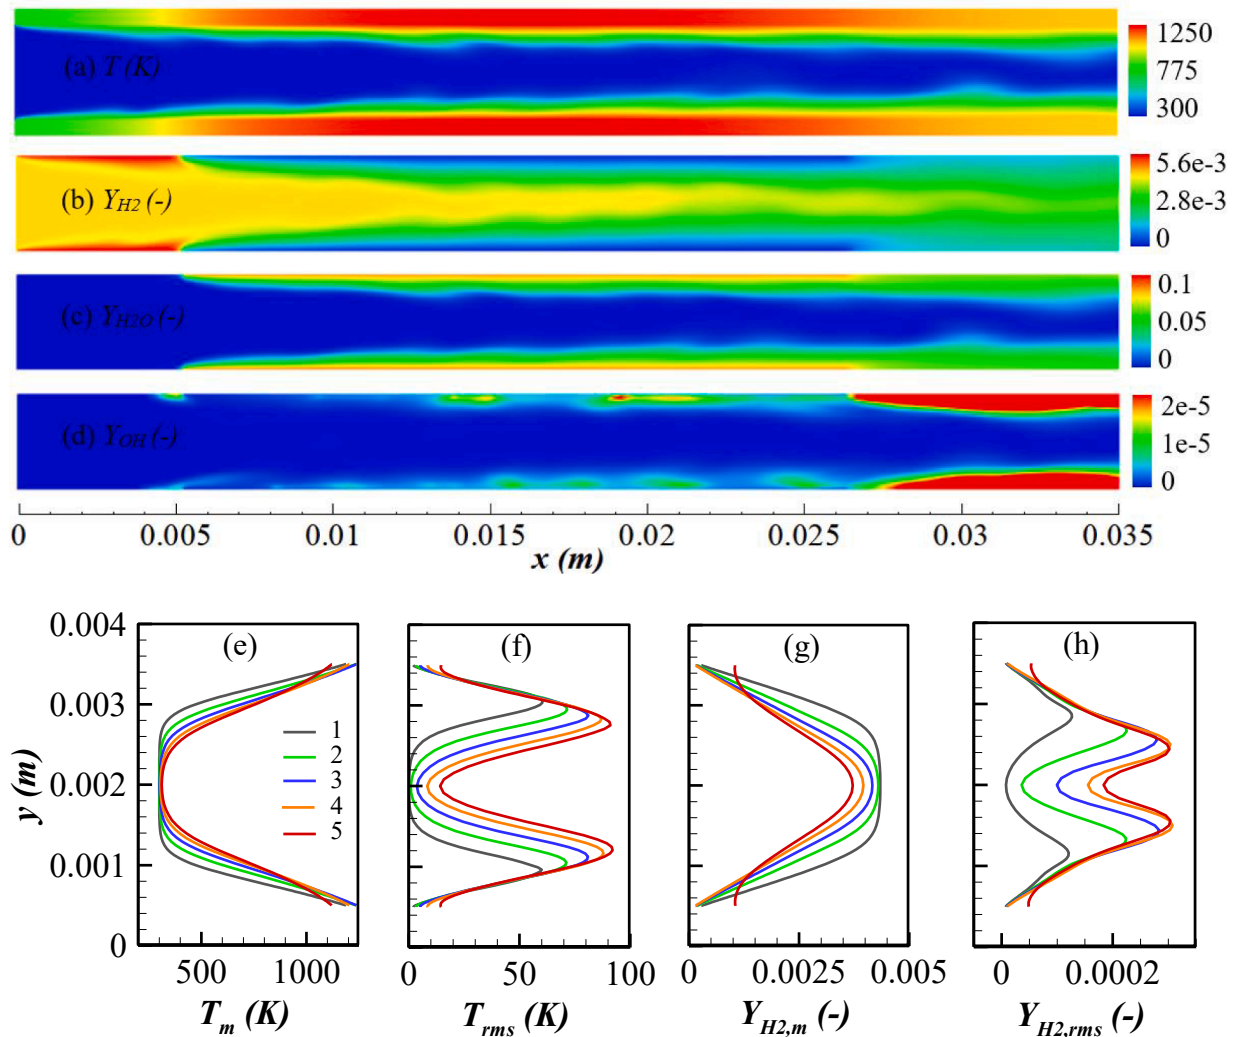 (a) T (K)
1250
775
300
(b) YH2 (-)
5.6e-3
2.8e-3
0
(c) YH2O (-)
0.1
0.05
0
(d) YOH (-)
2e-5
1e-5
0
0 0.005 0.01 0.015 0.02 0.025 0.03 0.035
x (m)
(e) (f) (g) (h)
0.004
0.003
0.002
0.001
0
y (m)
1
2
3
4
5
500 1000
0 50 100
0 0.0025 0.005
0 0.0002
Tm (K)
Trms (K)
YH2,m (-)
YH2,rms (-)